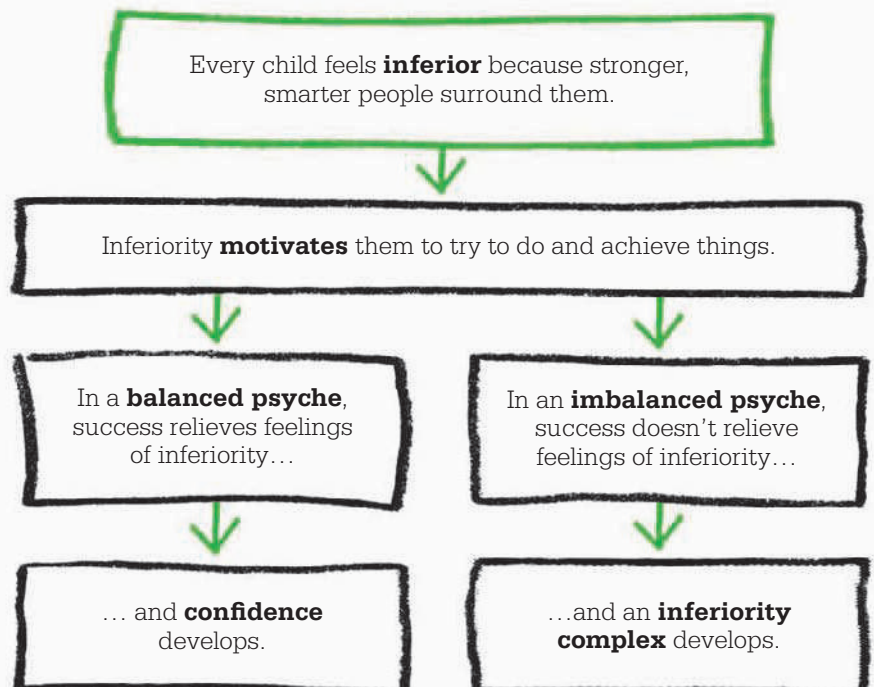 Every child feels inferior because stronger,
smarter people surround them.
Inferiority motivates them to try to do and achieve things.
In a balanced psyche,
success relieves feelings
of inferiority…
… and confidence
develops.
In an imbalanced psyche,
success doesn’t relieve
feelings of inferiority…
…and an inferiority
complex develops.